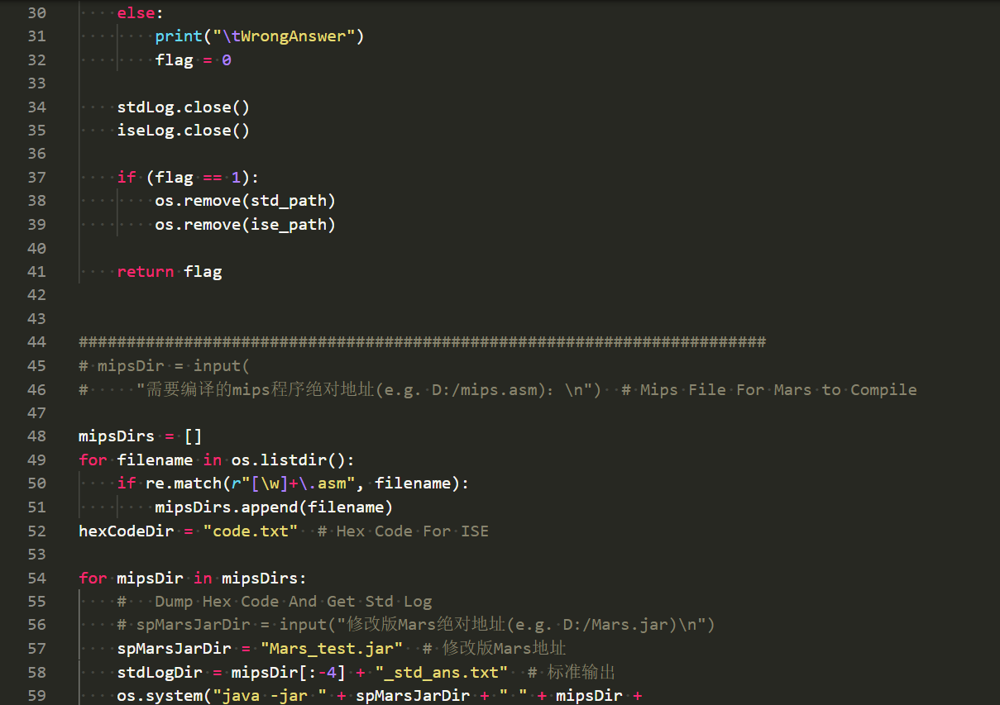 30 else:
31 print("\tWrongAnswer")
32 flag = 0
33
34 stdLog.close()
35 iseLog.close()
36
37 if (flag == 1):
38 os.remove(std_path)
39 os.remove(ise_path)
40
41 return flag
42
43
44 ########################################################################
45 # mipsDir = input(
46 #     "需要编译的mips程序绝对地址(e.g. D:/mips.asm)：\n")  # Mips File For Mars to Compile
47
48 mipsDirs = []
49 for filename in os.listdir():
50 if re.match(r"[\w]+\.asm", filename):
51 mipsDirs.append(filename)
52 hexCodeDir = "code.txt"  # Hex Code For ISE
53
54 for mipsDir in mipsDirs:
55 #   Dump Hex Code And Get Std Log
56 # spMarsJarDir = input("修改版Mars绝对地址(e.g. D:/Mars.jar)\n")
57 spMarsJarDir = "Mars_test.jar"  # 修改版Mars地址
58 stdLogDir = mipsDir[:-4] + "_std_ans.txt"  # 标准输出
59 os.system("java -jar " + spMarsJarDir + " " + mipsDir +